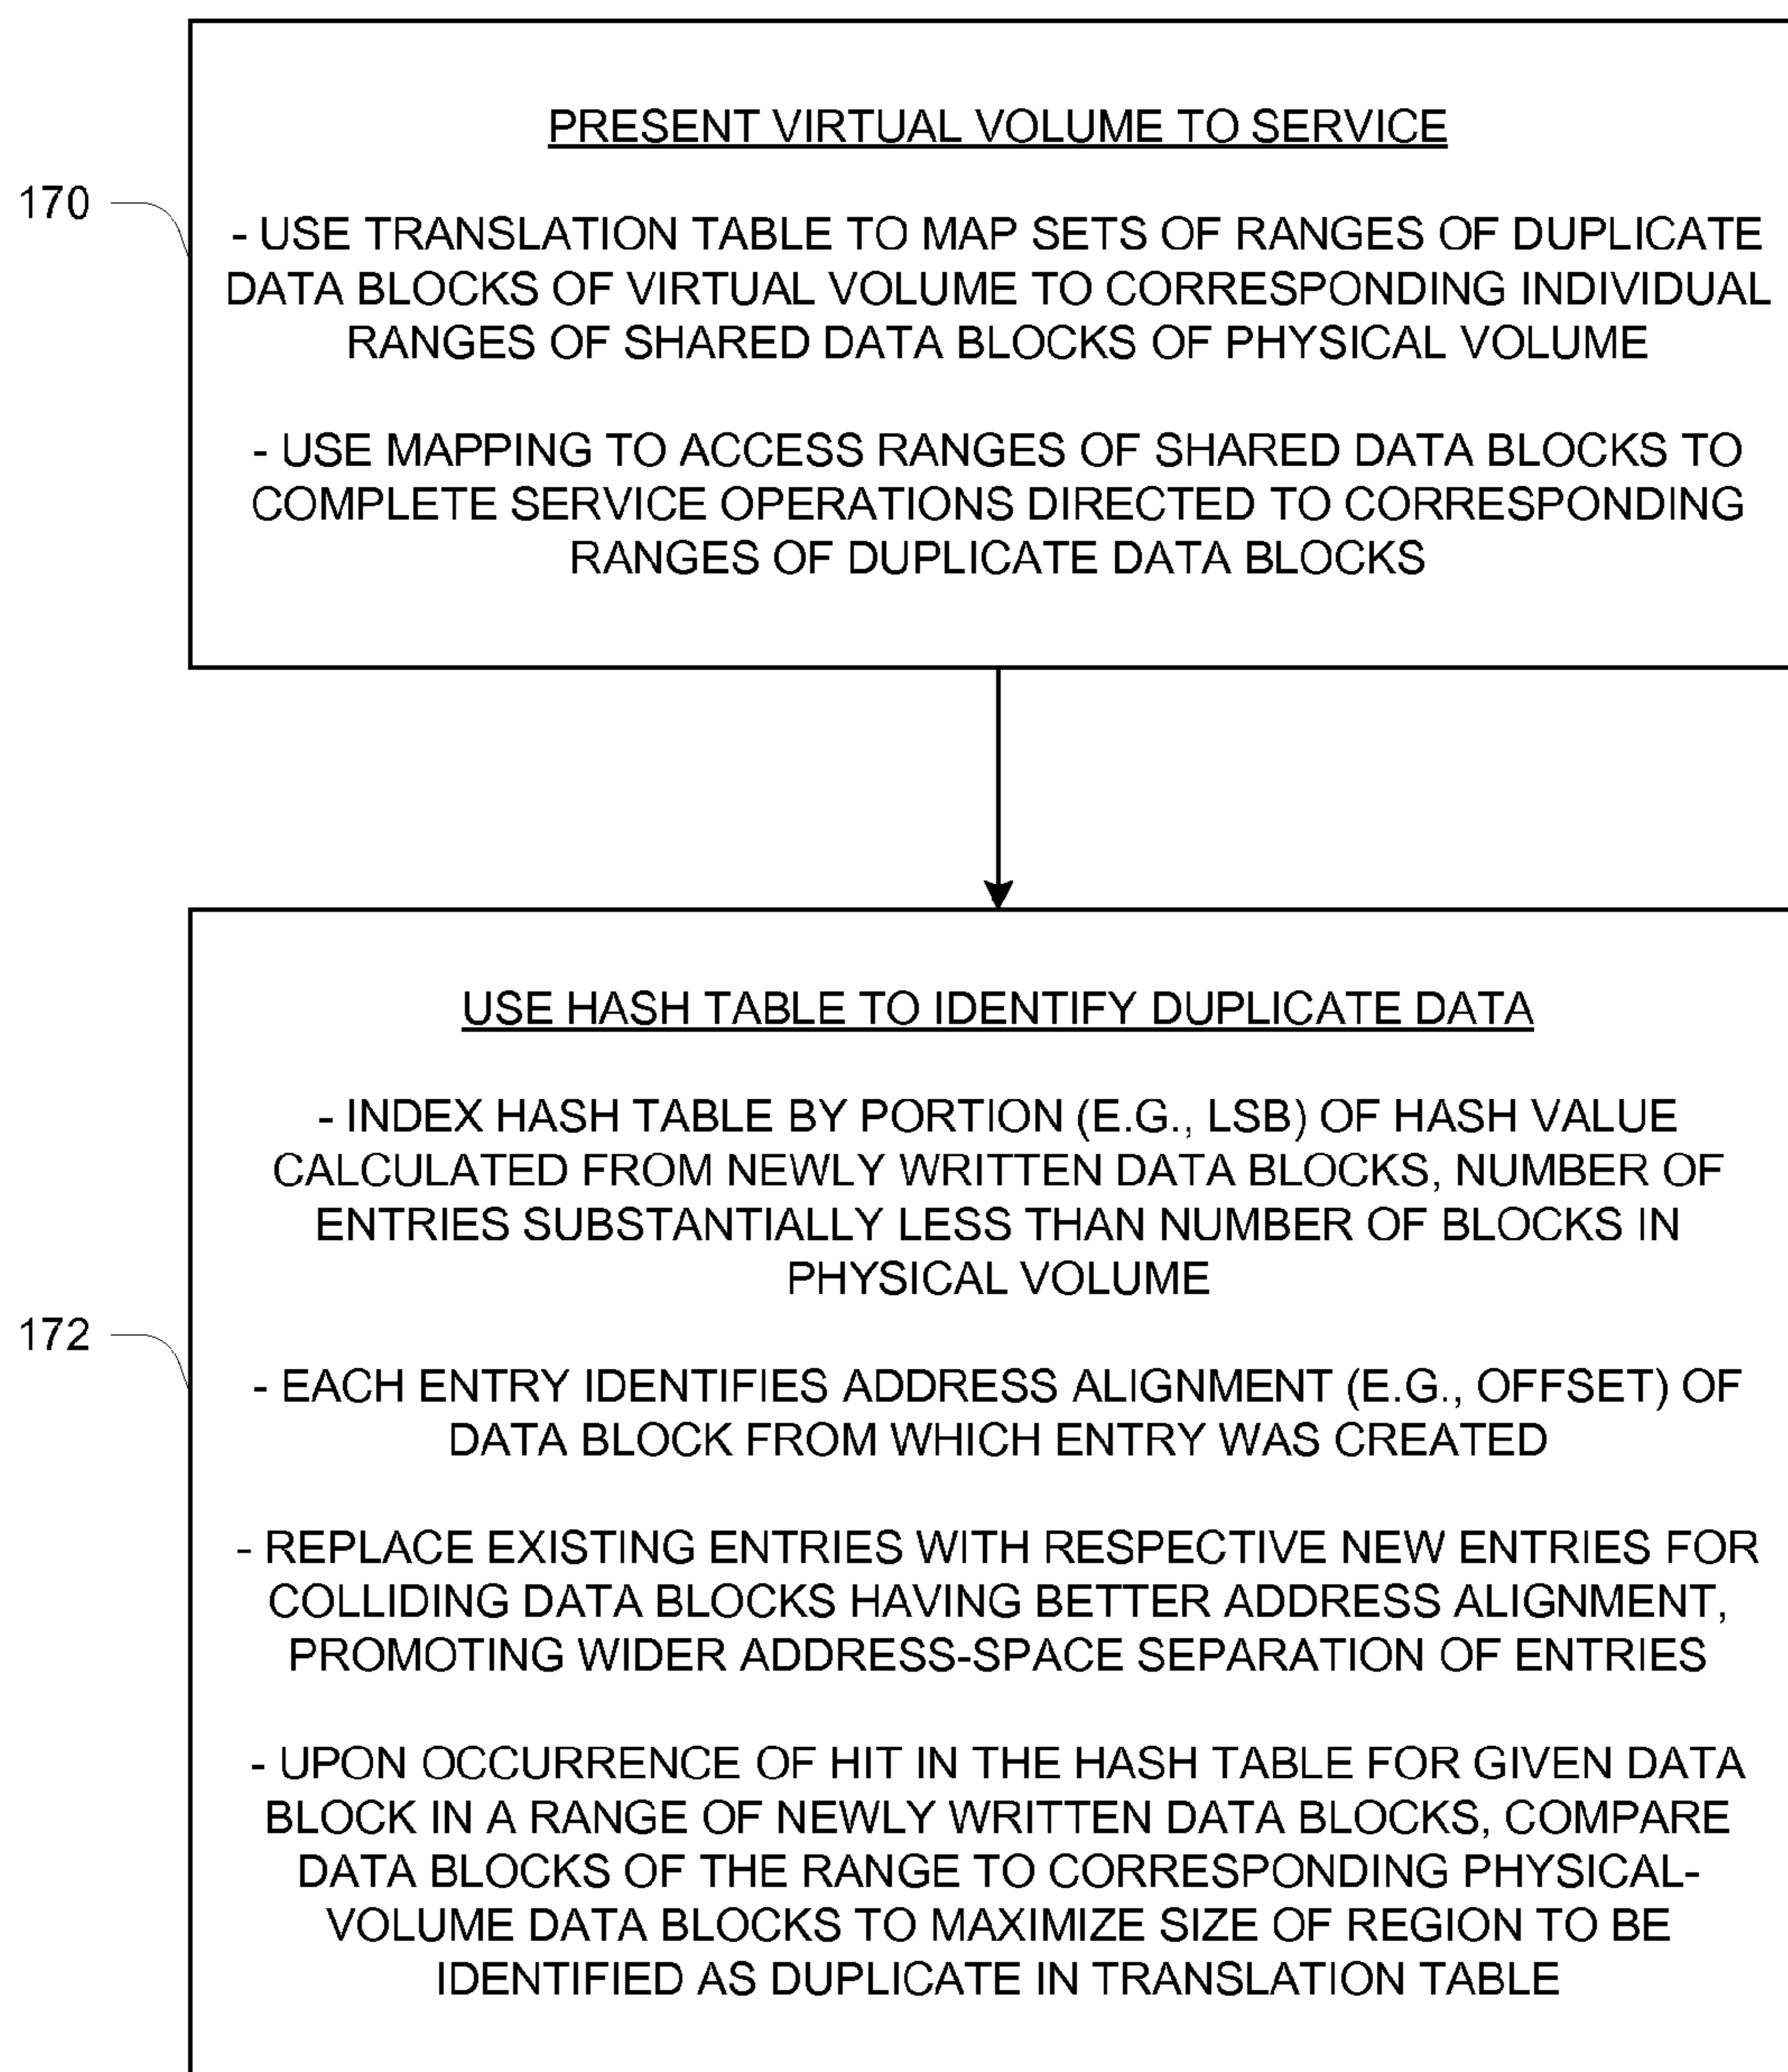 PRESENT VIRTUAL VOLUME TO SERVICE
170
- USE TRANSLATION TABLE TO MAP SETS OF RANGES OF DUPLICATE
DATA BLOCKS OF VIRTUAL VOLUME TO CORRESPONDING INDIVIDUAL
RANGES OF SHARED DATA BLOCKS OF PHYSICAL VOLUME
- USE MAPPING TO ACCESS RANGES OF SHARED DATA BLOCKS TO
COMPLETE SERVICE OPERATIONS DIRECTED TO CORRESPONDING
RANGES OF DUPLICATE DATA BLOCKS
USE HASH TABLE TO IDENTIFY DUPLICATE DATA
- INDEX HASH TABLE BY PORTION (E.G., LSB) OF HASH VALUE
CALCULATED FROM NEWLY WRITTEN DATA BLOCKS, NUMBER OF
ENTRIES SUBSTANTIALLY LESS THAN NUMBER OF BLOCKS IN
PHYSICAL VOLUME
172
- EACH ENTRY IDENTIFIES ADDRESS ALIGNMENT (E.G., OFFSET) OF
DATA BLOCK FROM WHICH ENTRY WAS CREATED
- REPLACE EXISTING ENTRIES WITH RESPECTIVE NEW ENTRIES FOR
COLLIDING DATA BLOCKS HAVING BETTER ADDRESS ALIGNMENT,
PROMOTING WIDER ADDRESS-SPACE SEPARATION OF ENTRIES
- UPON OCCURRENCE OF HIT IN THE HASH TABLE FOR GIVEN DATA
BLOCK IN A RANGE OF NEWLY WRITTEN DATA BLOCKS, COMPARE
DATA BLOCKS OF THE RANGE TO CORRESPONDING PHYSICAL-
VOLUME DATA BLOCKS TO MAXIMIZE SIZE OF REGION TO BE
IDENTIFIED AS DUPLICATE IN TRANSLATION TABLE